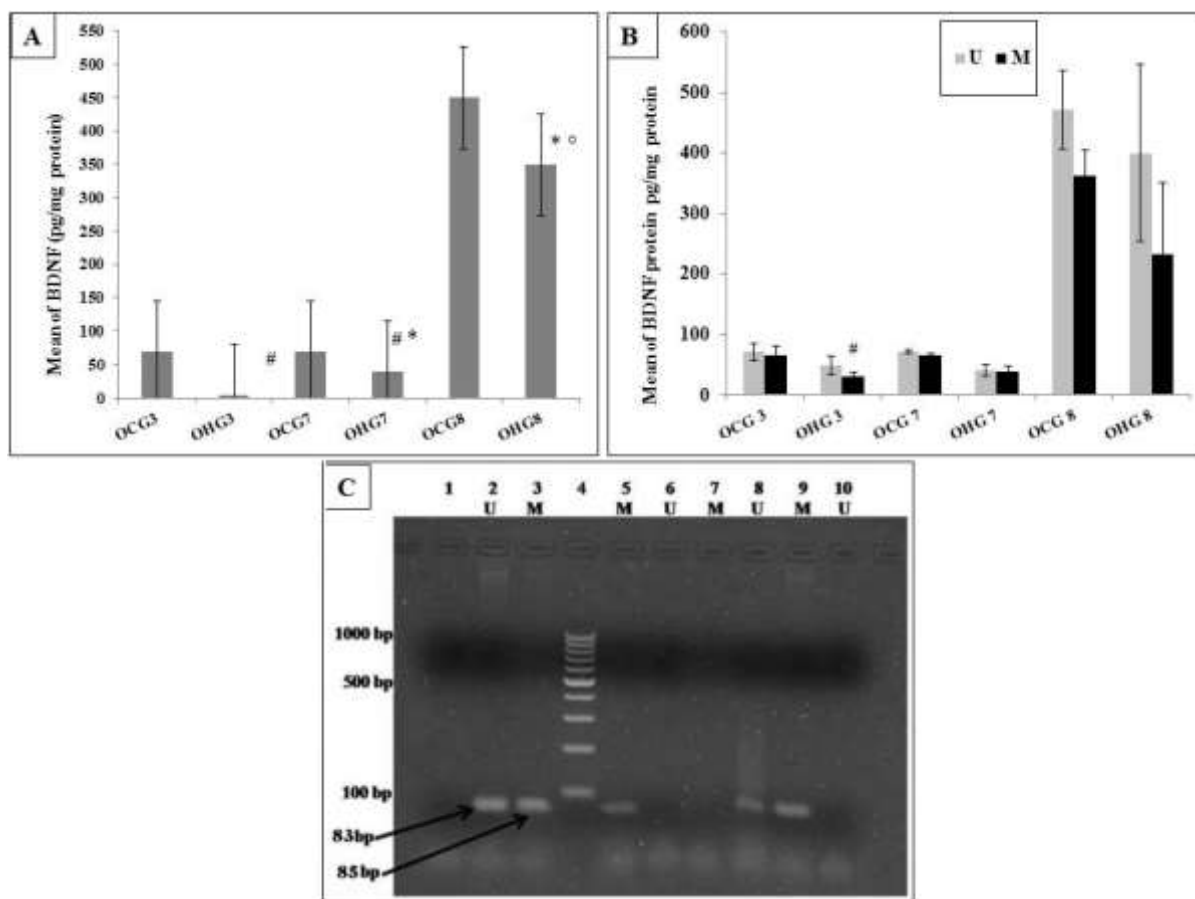 A
Mean of BDNF (pg/mg protein)
550
500
450
400
350
300
250
200
150
100
50
0
#
# *
* °
OCG3
OHG3
OCG7
OHG7
OCG8
OHG8
B
Mean of BDNF protein pg/mg protein
600
500
400
300
200
100
0
U M
#
OCG 3
OHG 3
OCG 7
OHG 7
OCG 8
OHG 8
C
1 2 3 4 5 6 7 8 9 10
U M M U M U M U
1000 bp
500 bp
100 bp
83bp
85bp